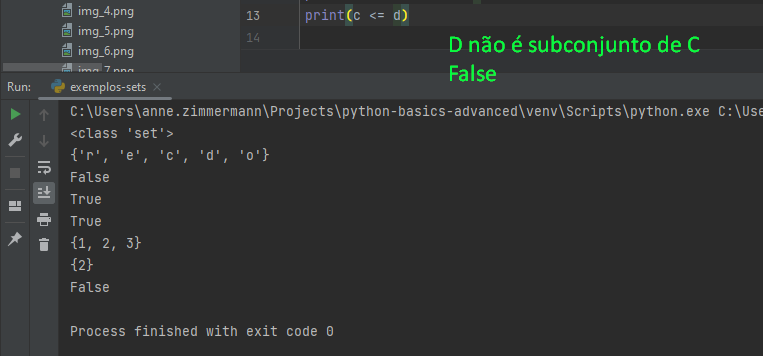 img_4.png
img_5.png
img_6.png
img_7.png
13 print(c <= d)
14
D não é subconjunto de C
False
Run: exemplos-sets
C:\Users\anne.zimmermann\Projects\python-basics-advanced\venv\Scripts\python.exe C:\Use
<class 'set'>
{'r', 'e', 'c', 'd', 'o'}
False
True
True
{1, 2, 3}
{2}
False
Process finished with exit code 0